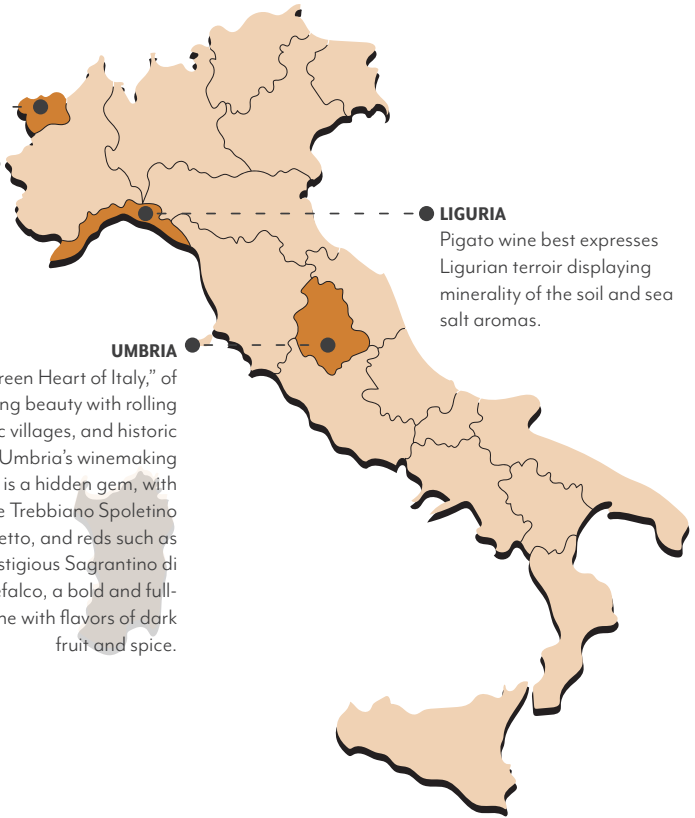 LIGURIA
Pigato wine best expresses
Ligurian terroir displaying
minerality of the soil and sea
salt aromas.
UMBRIA
reen Heart of Italy,” of
ng beauty with rolling
c villages, and historic
Umbria’s winemaking
is a hidden gem, with
e Trebbiano Spoletino
etto, and reds such as
stigious Sagrantino di
efalco, a bold and full-
ne with flavors of dark
fruit and spice.